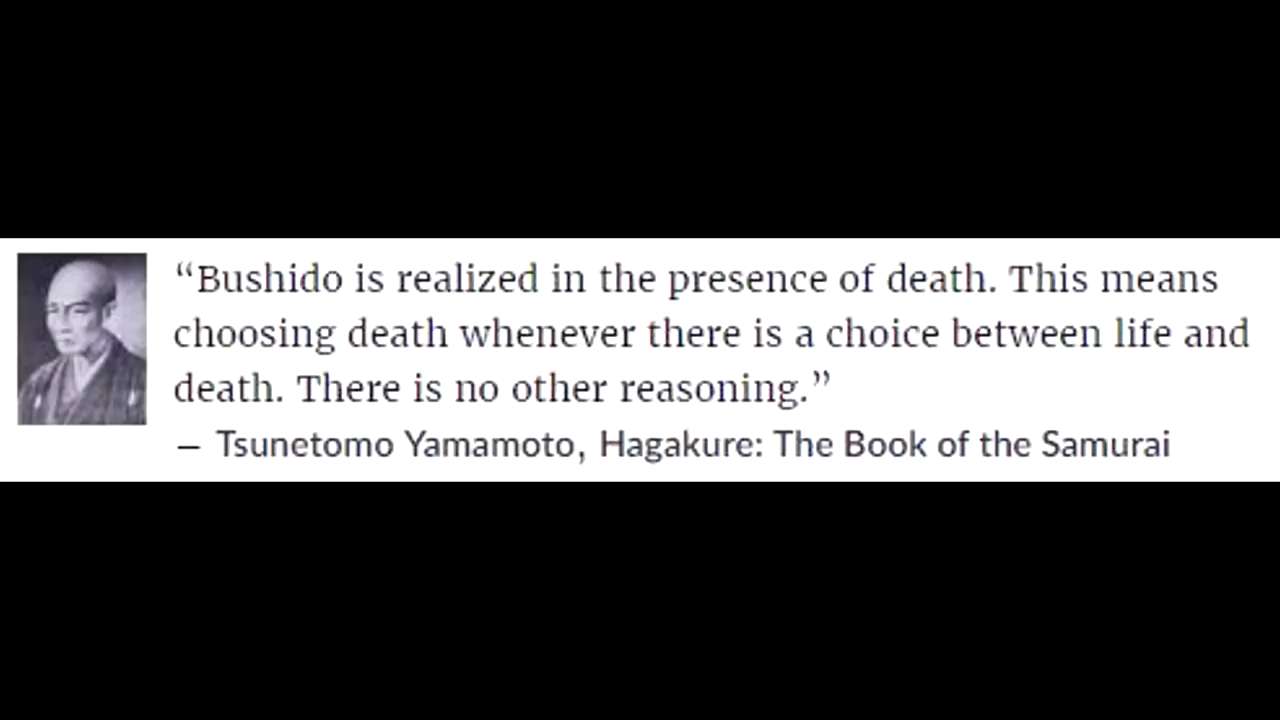 “Bushido is realized in the presence of death. This means
choosing death whenever there is a choice between life and
death. There is no other reasoning.”
— Tsunetomo Yamamoto, Hagakure: The Book of the Samurai